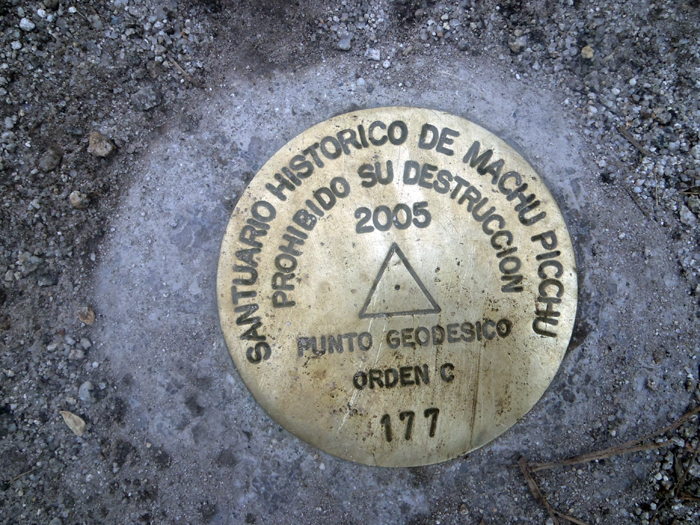 SANTUARIO HISTORICO DE MACHU PICCHU
PROHIBIDO SU DESTRUCCION
2005
PUNTO GEODESICO
ORDEN C
177